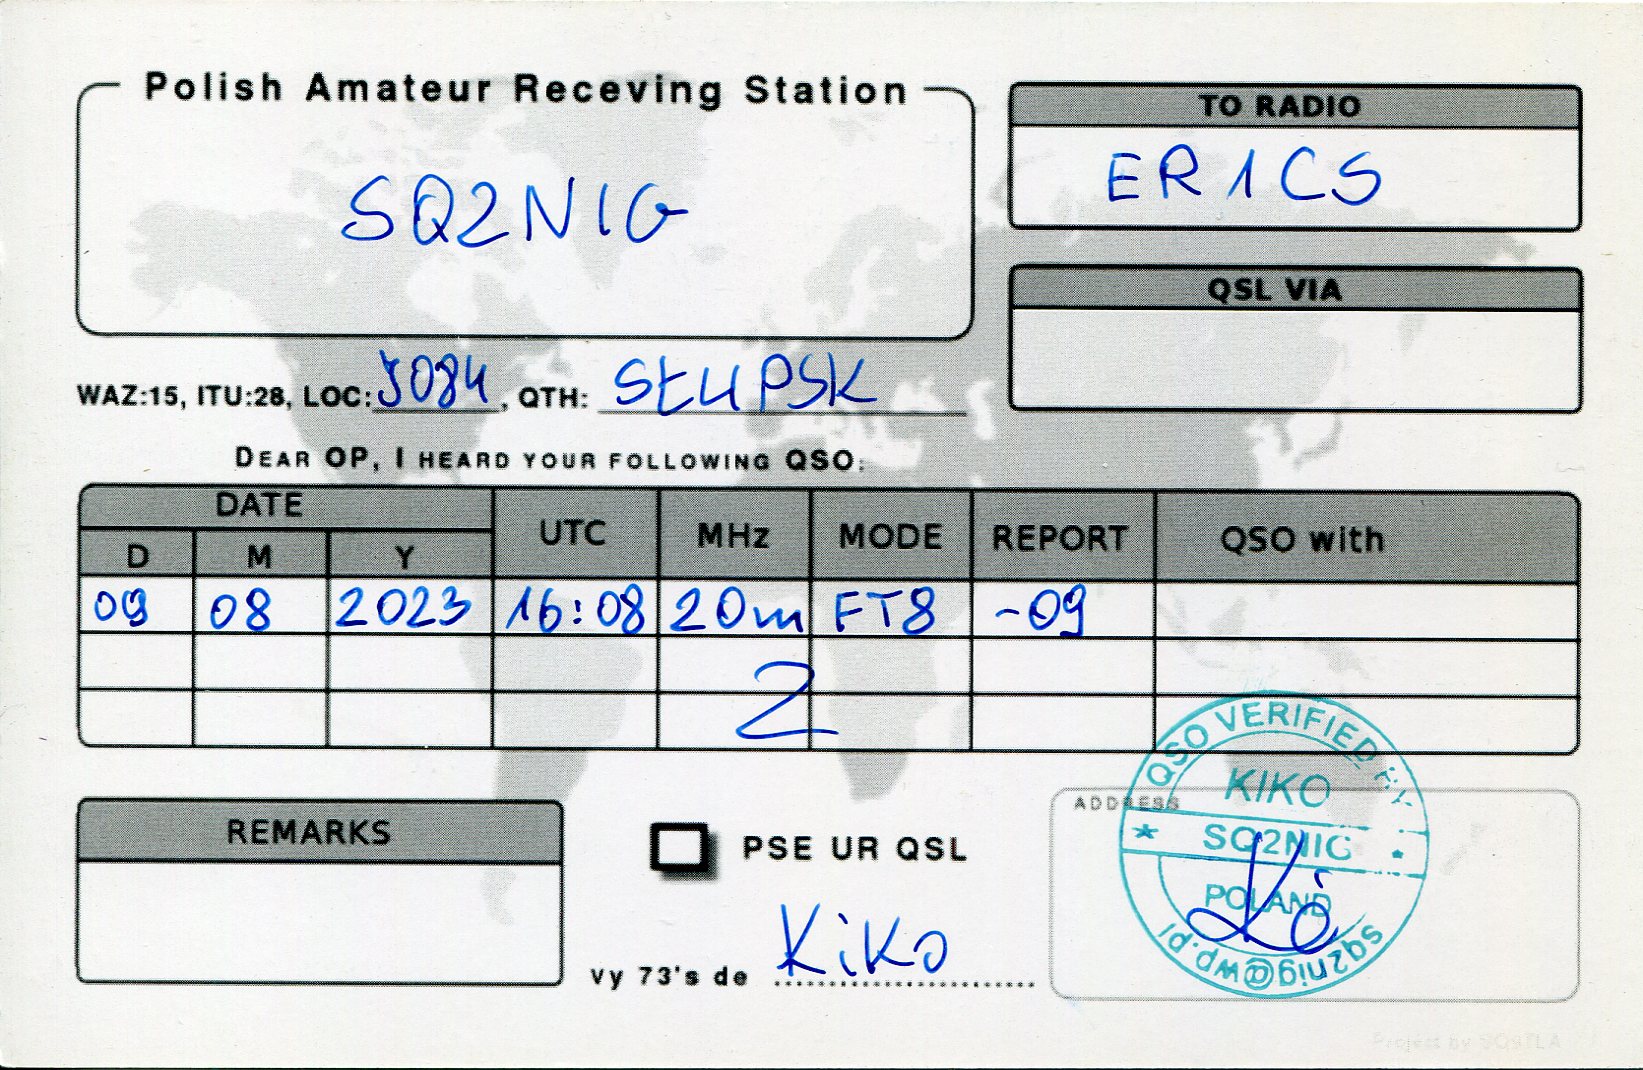 Polish Amateur Receving Station
SQ2NIG
TO RADIO
ER1CS
QSL VIA
WAZ:15, ITU:28, LOC: JO84, QTH: SŁUPSK
DEAR OP, I HEARD YOUR FOLLOWING QSO:
DATE UTC MHz MODE REPORT QSO with
D M Y
09 08 2023 16:08 20m FT8 -09
Z
REMARKS
PSE UR QSL
Vy 73's de Kiko
ADDRESS
QSO VERIFIED BY
KIKO
* SQ2NIG *
POLAND
sq2nig@wp.pl
Project by